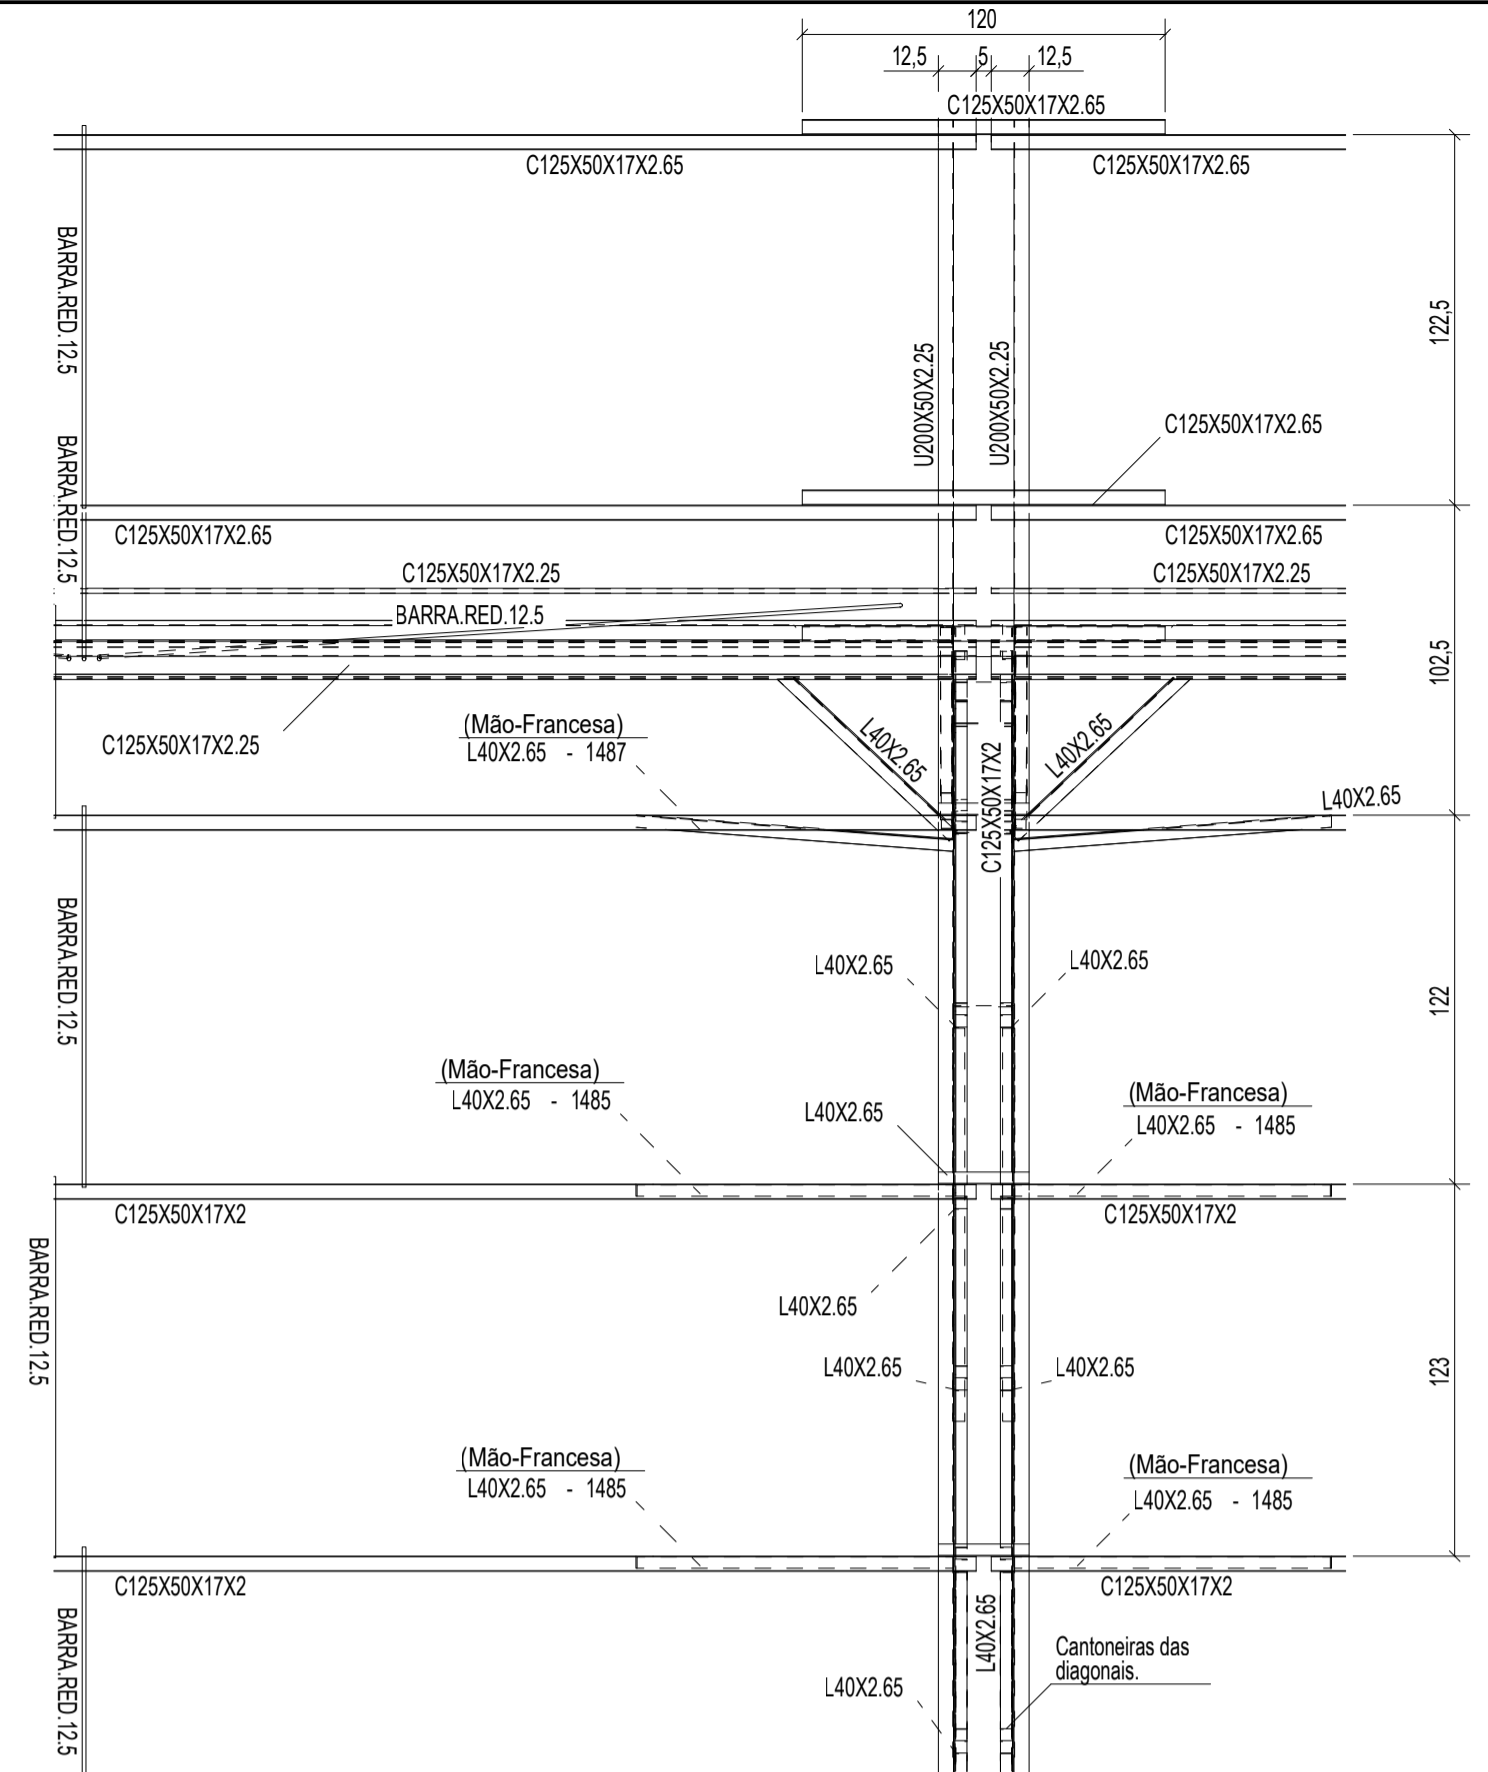 120
12,5
5
12,5
C125X50X17X2.65
C125X50X17X2.65
C125X50X17X2.65
BARRA.RED.12.5
122,5
U200X50X2.25
U200X50X2.25
C125X50X17X2.65
BARRA.RED.12.5
C125X50X17X2.65
C125X50X17X2.65
C125X50X17X2.25
C125X50X17X2.25
BARRA.RED.12.5
102,5
C125X50X17X2.25
(Mão-Francesa)
L40X2.65 - 1487
L40X2.65
L40X2.65
C125X50X17X2
L40X2.65
BARRA.RED.12.5
L40X2.65
L40X2.65
122
(Mão-Francesa)
L40X2.65 - 1485
L40X2.65
(Mão-Francesa)
L40X2.65 - 1485
C125X50X17X2
C125X50X17X2
BARRA.RED.12.5
L40X2.65
L40X2.65
L40X2.65
123
(Mão-Francesa)
L40X2.65 - 1485
(Mão-Francesa)
L40X2.65 - 1485
C125X50X17X2
C125X50X17X2
BARRA.RED.12.5
L40X2.65
Cantoneiras das
diagonais.
L40X2.65